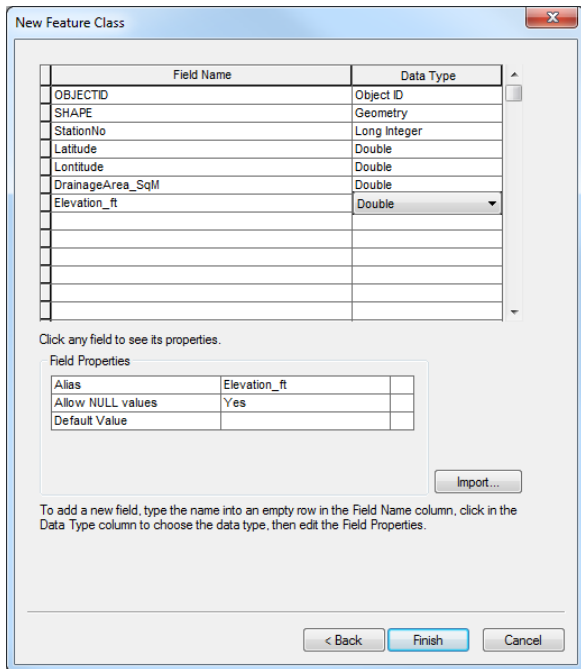 New Feature Class
Field Name Data Type
OBJECTID Object ID
SHAPE Geometry
StationNo Long Integer
Latitude Double
Lontitude Double
DrainageArea_SqM Double
Elevation_ft Double
Click any field to see its properties.
Field Properties
Alias Elevation_ft
Allow NULL values Yes
Default Value
Import...
To add a new field, type the name into an empty row in the Field Name column, click in the
Data Type column to choose the data type, then edit the Field Properties.
< Back Finish Cancel